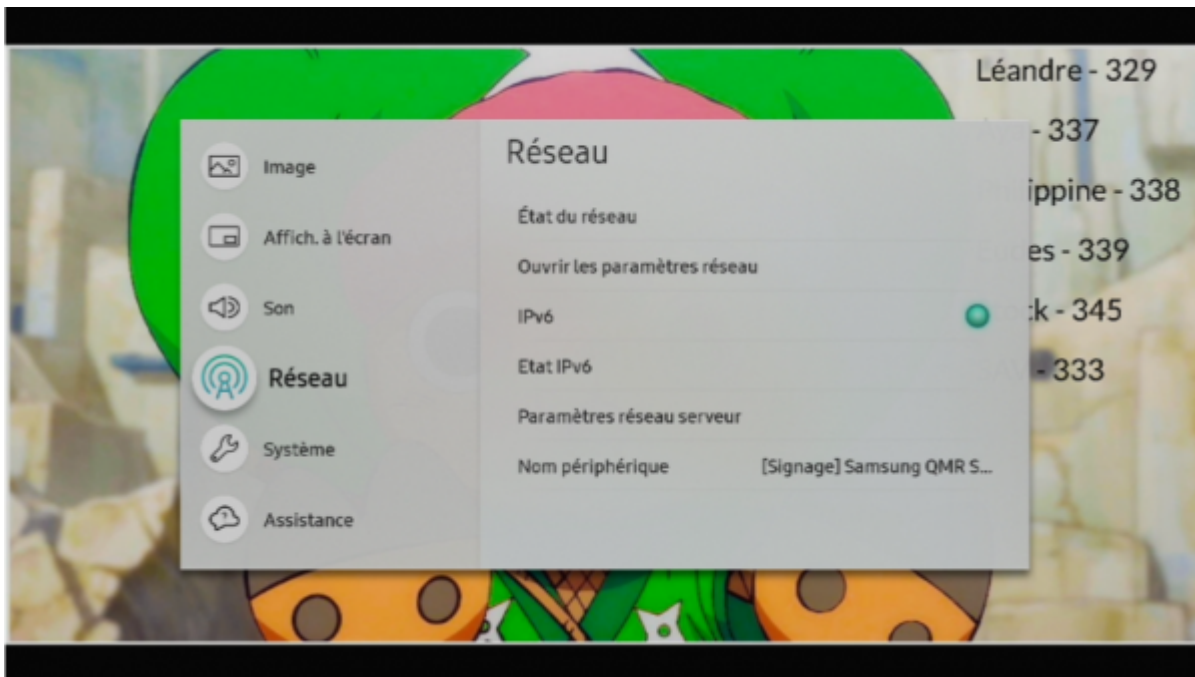 Léandre - 329
- 337
ippine - 338
es - 339
k - 345
- 333
Image
Affich. à l'écran
Son
Réseau
Système
Assistance
Réseau
État du réseau
Ouvrir les paramètres réseau
IPv6
Etat IPv6
Paramètres réseau serveur
Nom périphérique [Signage] Samsung QMR S...